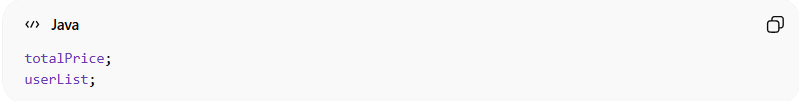 </> Java
totalPrice;
userList;